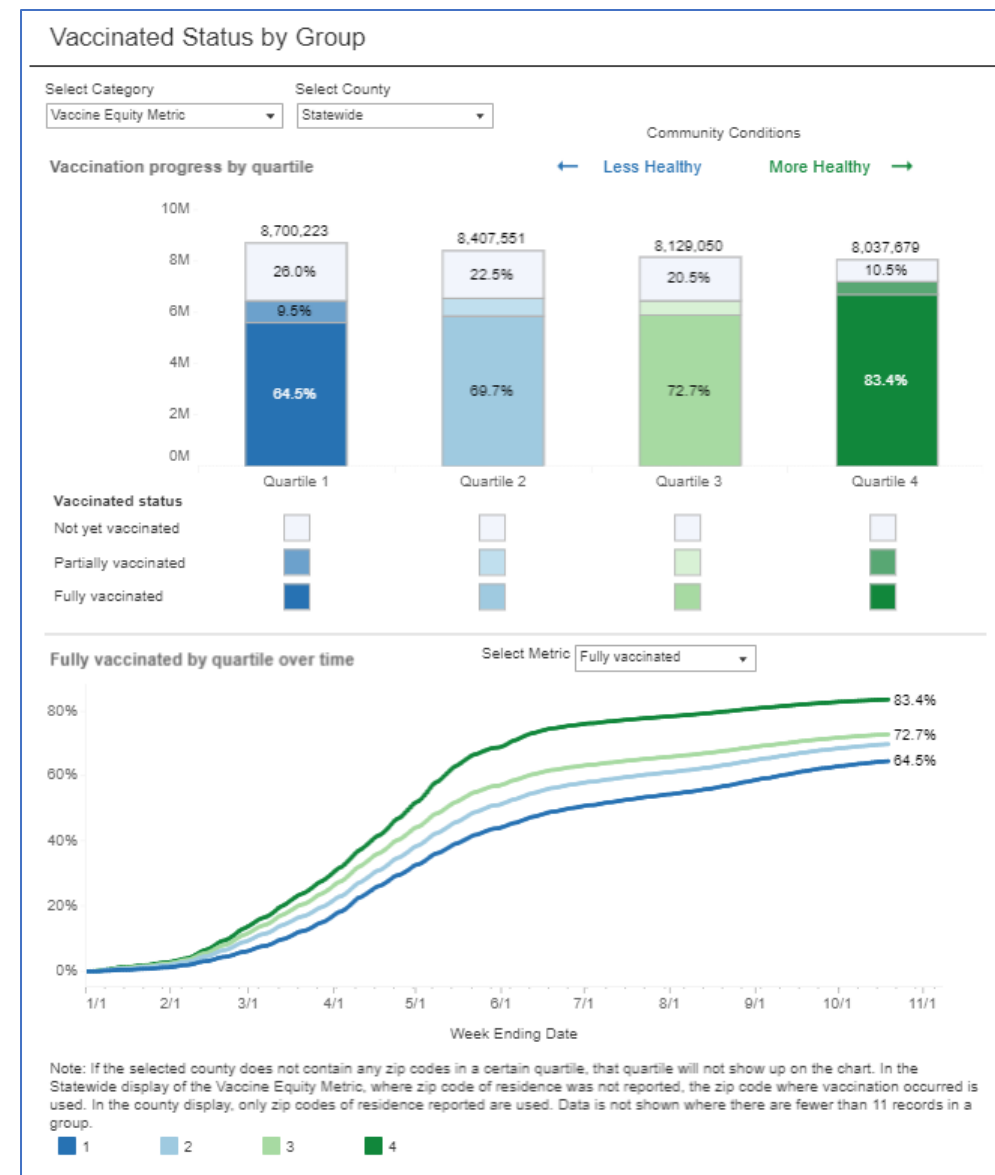 Vaccinated Status by Group
Select Category
Select County
Vaccine Equity Metric
Statewide
Community Conditions
Vaccination progress by quartile
← Less Healthy
More Healthy →
10M
8M
6M
4M
2M
0M
8,700,223
8,407,551
8,129,050
8,037,679
26.0%
22.5%
20.5%
10.5%
9.5%
64.5%
69.7%
72.7%
83.4%
Quartile 1
Quartile 2
Quartile 3
Quartile 4
Vaccinated status
Not yet vaccinated
Partially vaccinated
Fully vaccinated
Fully vaccinated by quartile over time
Select Metric
Fully vaccinated
80%
60%
40%
20%
0%
83.4%
72.7%
64.5%
1/1
2/1
3/1
4/1
5/1
6/1
7/1
8/1
9/1
10/1
11/1
Week Ending Date
Note: If the selected county does not contain any zip codes in a certain quartile, that quartile will not show up on the chart. In the
Statewide display of the Vaccine Equity Metric, where zip code of residence was not reported, the zip code where vaccination occurred is
used. In the county display, only zip codes of residence reported are used. Data is not shown where there are fewer than 11 records in a
group.
1
2
3
4